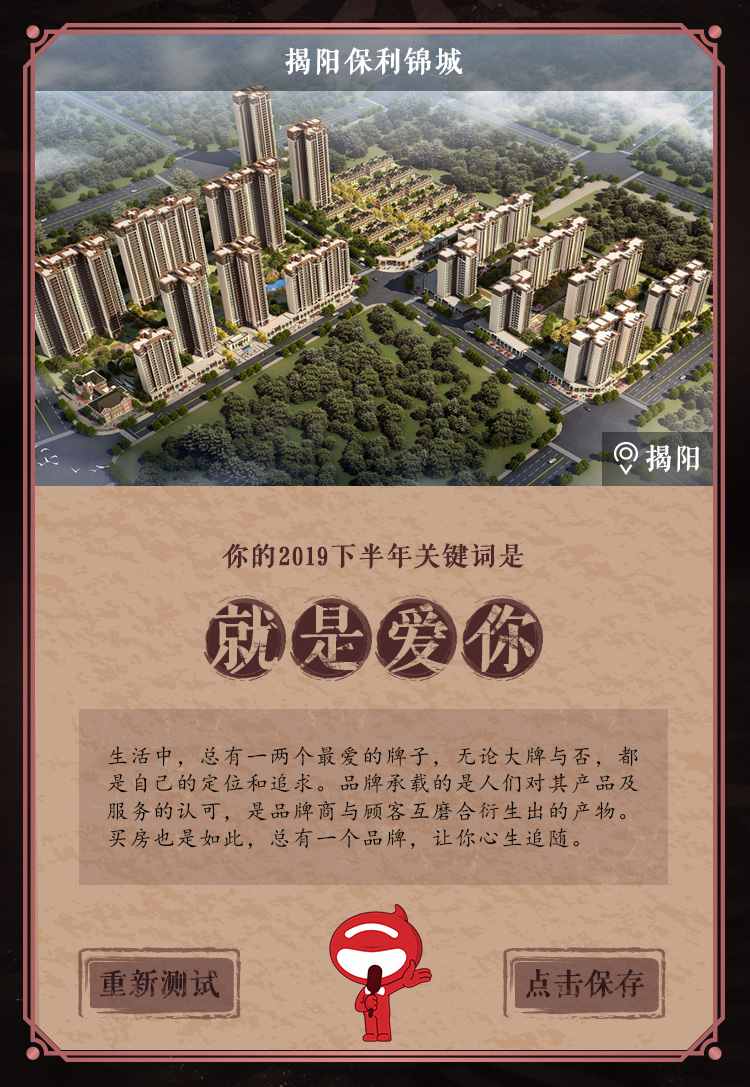 揭阳保利锦城
揭阳
你的2019下半年关键词是
就是爱你
生活中，总有一两个最爱的牌子，无论大牌与否，都
是自己的定位和追求。品牌承载的是人们对其产品及
服务的认可，是品牌商与顾客互磨合衍生出的产物。
买房也是如此，总有一个品牌，让你心生追随。
重新测试
点击保存